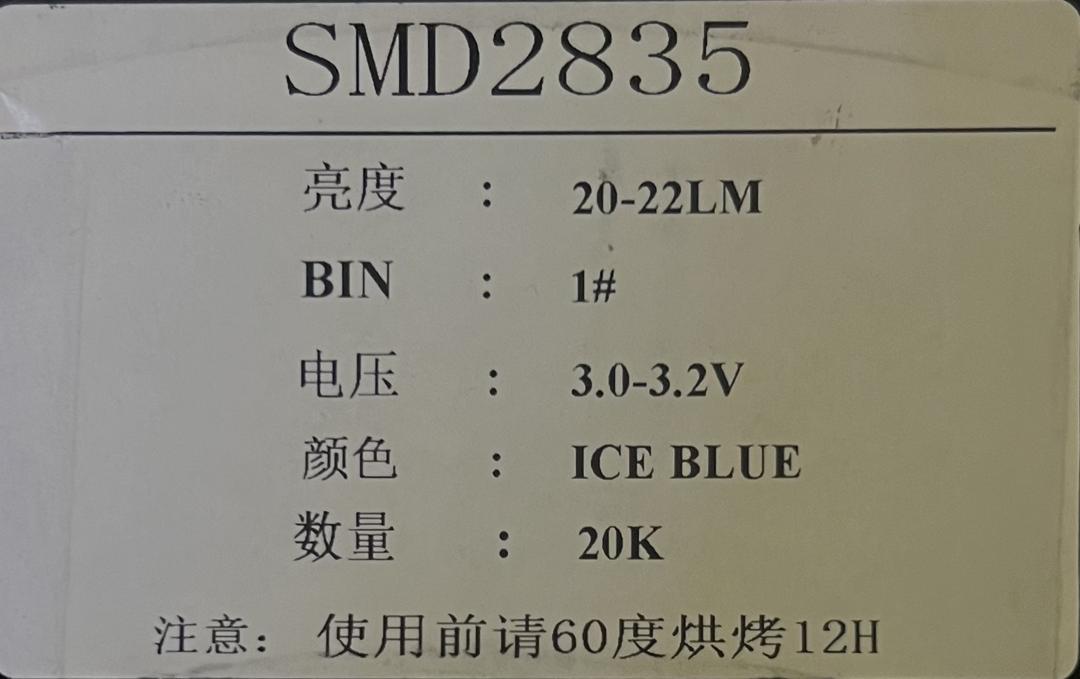 SMD2835
亮度 : 20-22LM
BIN : 1#
电压 : 3.0-3.2V
颜色 : ICE BLUE
数量 : 20K
注意: 使用前请60度烘烤12H